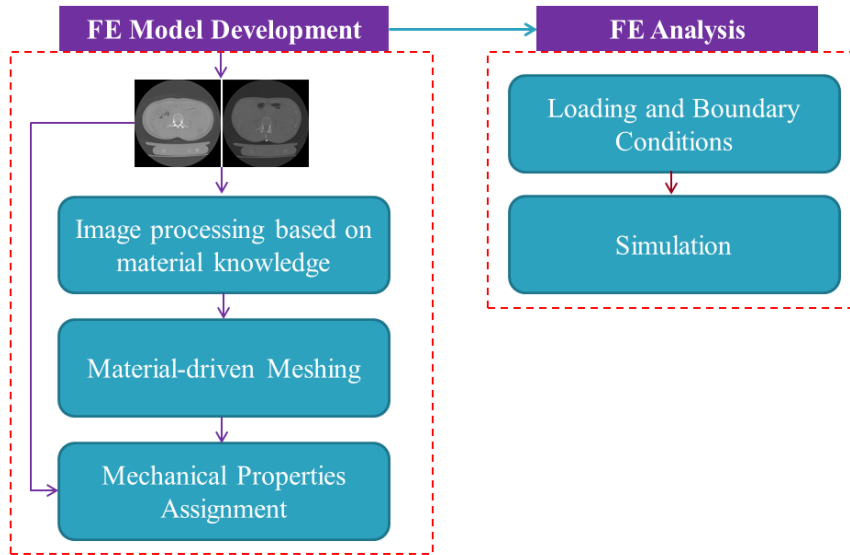 FE Model Development
Image processing based on
material knowledge
Material-driven Meshing
Mechanical Properties
Assignment
FE Analysis
Loading and Boundary
Conditions
Simulation